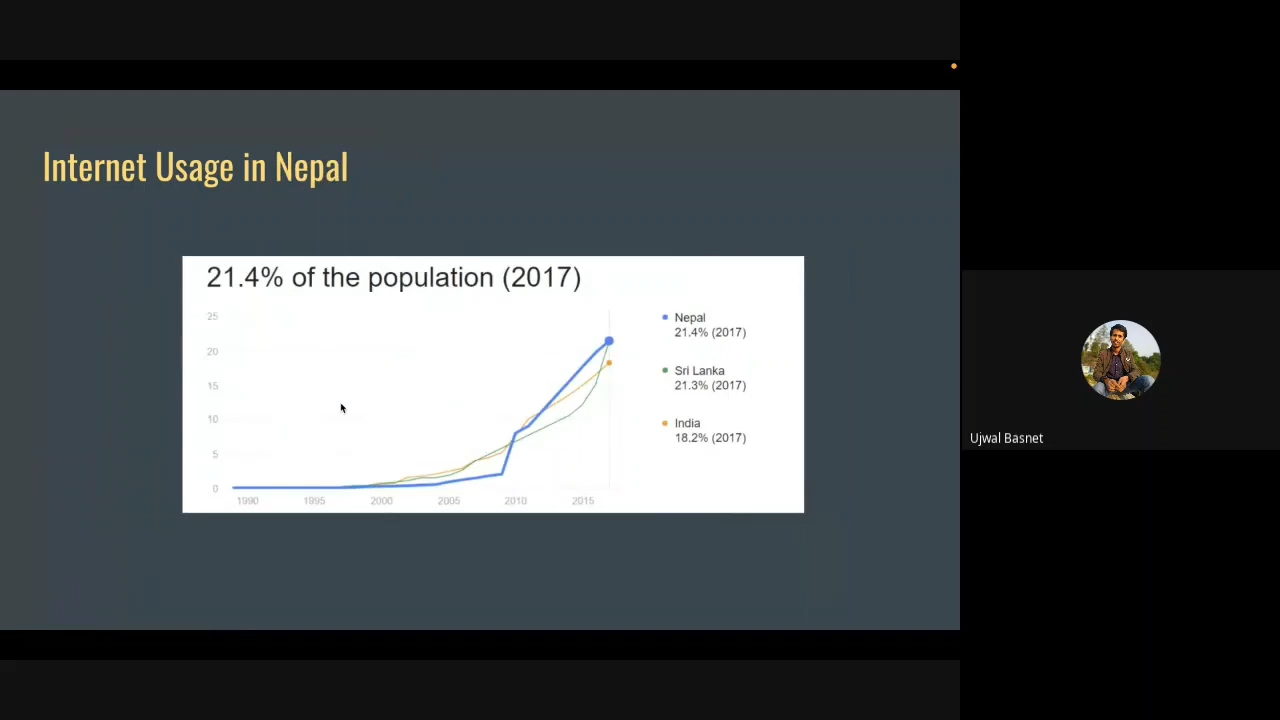 Internet Usage in Nepal
21.4% of the population (2017)
25
20
15
10
5
0
1990 1995 2000 2005 2010 2015
Nepal
21.4% (2017)
Sri Lanka
21.3% (2017)
India
18.2% (2017)
Ujwal Basnet